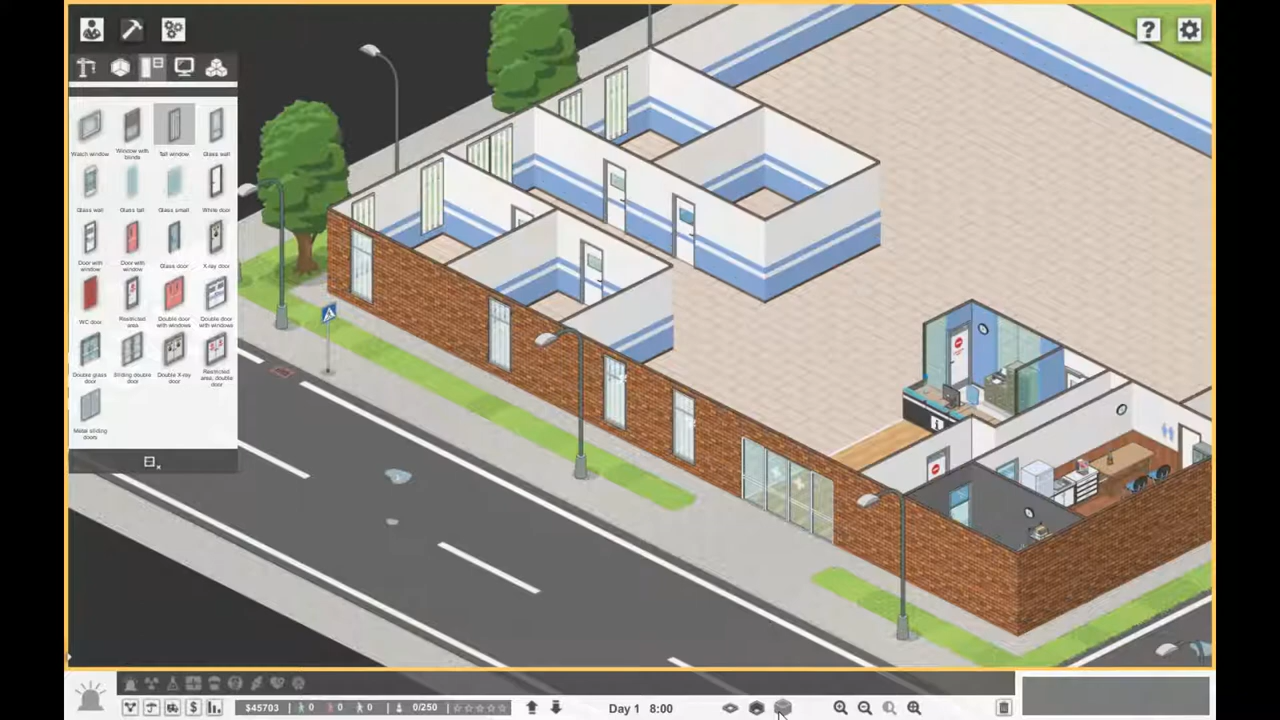 ?
Watch window
Window with blinds
Tall window
Glass wall
Glass wall
Glass tall
Glass small
White door
Door with window
Door with window
Glass door
X-ray door
WC door
Restricted area
Double door with windows
Double door with windows
Double glass door
Sliding double door
Double X-ray door
Restricted area, double door
Metal sliding doors
$45703
0
0
0
0/250
Day 1 8:00